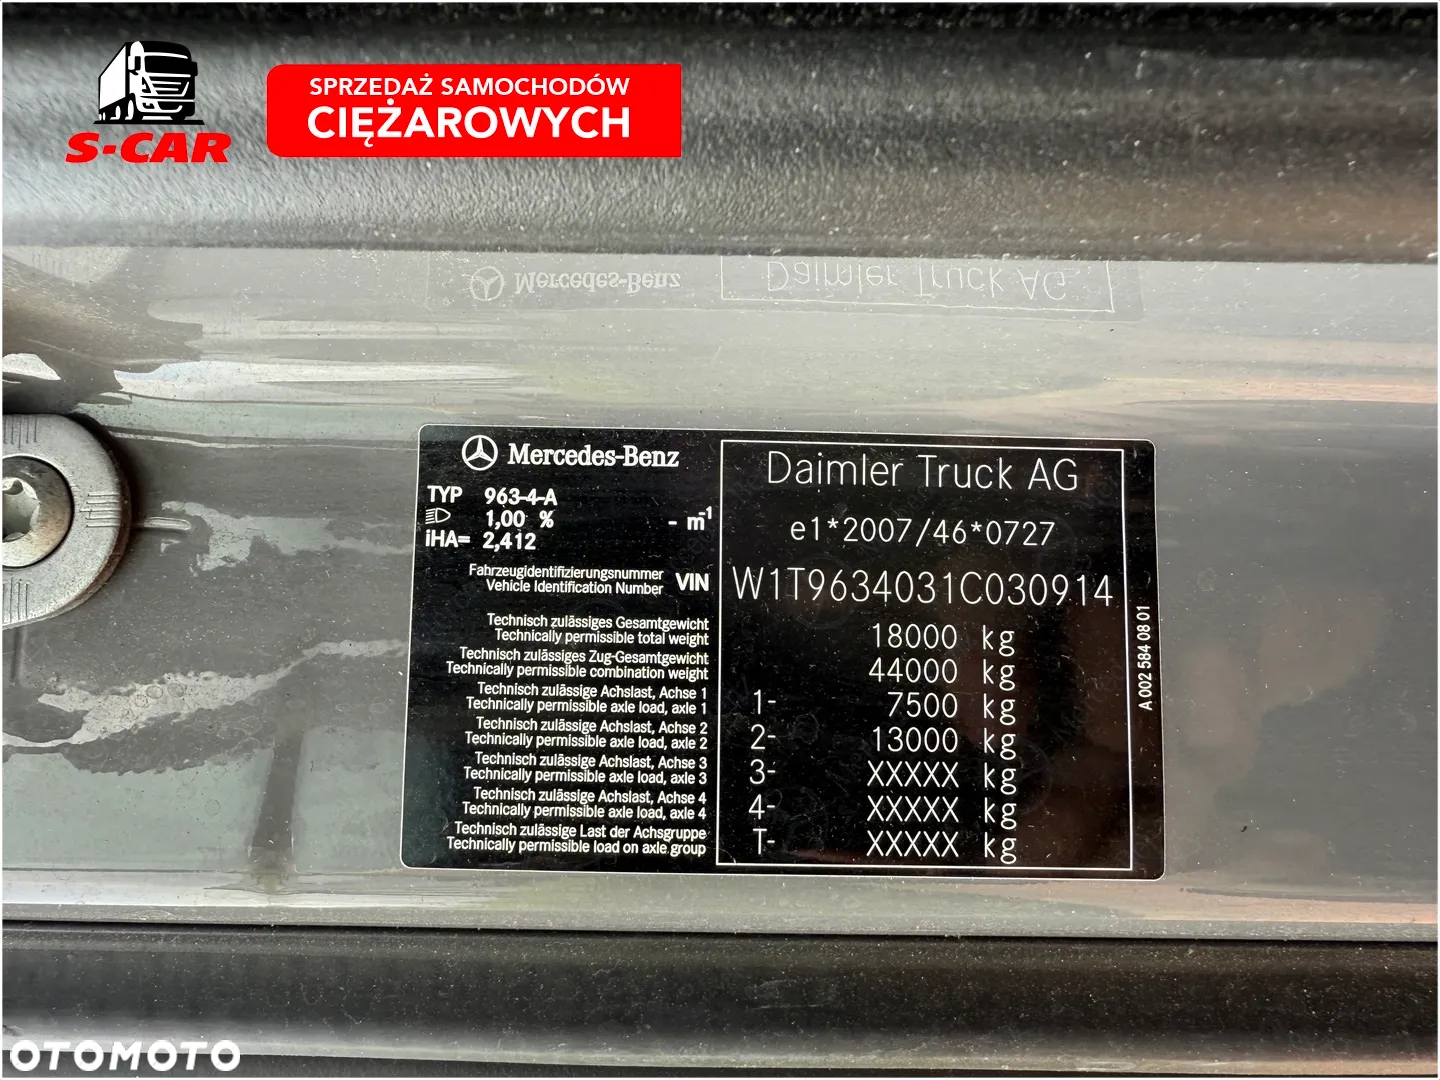 S-CAR
SPRZEDAŻ SAMOCHODÓW
CIĘŻAROWYCH
Mercedes-Benz
Daimler Truck AG
Mercedes-Benz
Daimler Truck AG
TYP 963-4-A
1,00 % - m-1
iHA= 2,412
e1*2007/46*0727
Fahrzeugidentifizierungsnummer
Vehicle Identification Number VIN W1T9634031C030914
Technisch zulässiges Gesamtgewicht
Technically permissible total weight 18000 kg
Technisch zulässiges Zug-Gesamtgewicht
Technically permissible combination weight 44000 kg
Technisch zulässige Achslast, Achse 1
Technically permissible axle load, axle 1 1- 7500 kg
Technisch zulässige Achslast, Achse 2
Technically permissible axle load, axle 2 2- 13000 kg
Technisch zulässige Achslast, Achse 3
Technically permissible axle load, axle 3 3- XXXXX kg
Technisch zulässige Achslast, Achse 4
Technically permissible axle load, axle 4 4- XXXXX kg
Technisch zulässige Last der Achsgruppe
Technically permissible load on axle group T- XXXXX kg
A 002 584 08 01
OTOMOTO